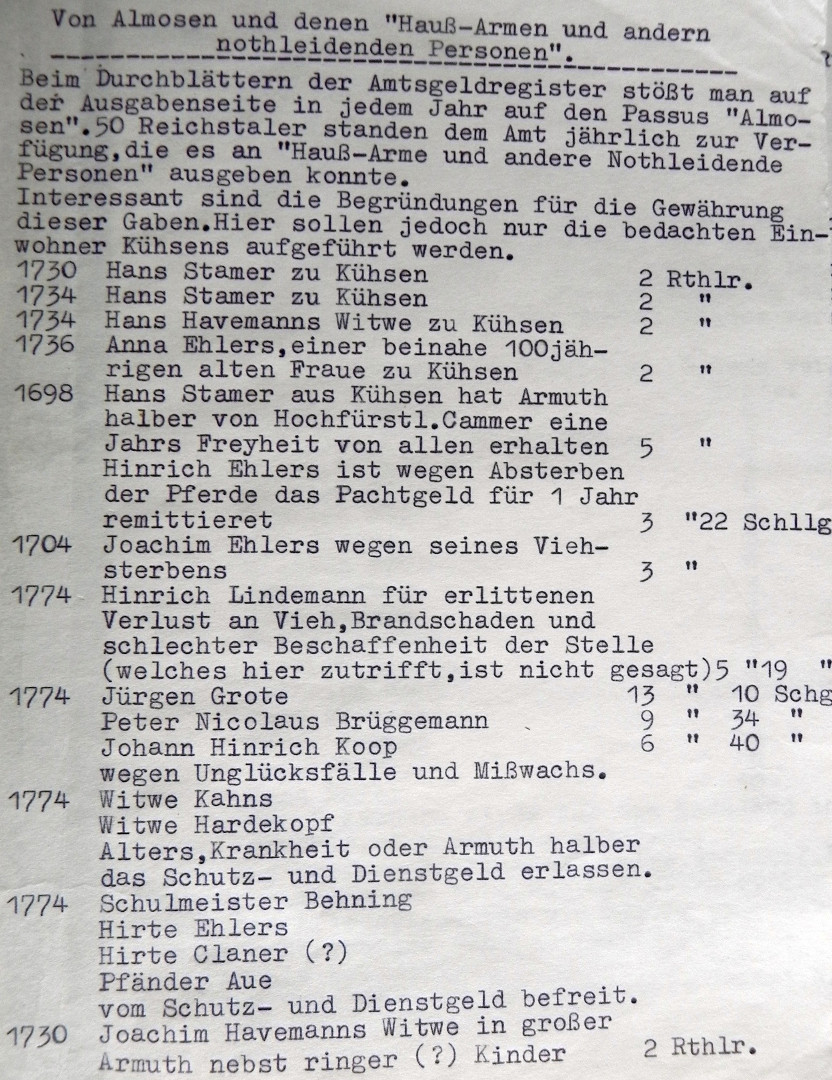 Von Almosen und denen "Hauß-Armen und andern
nothleidenden Personen".
Beim Durchblättern der Amtsgeldregister stößt man auf
der Ausgabenseite in jedem Jahr auf den Passus "Almo-
sen".50 Reichstaler standen dem Amt jährlich zur Ver-
fügung,die es an "Hauß-Arme und andere Nothleidende
Personen" ausgeben konnte.
Interessant sind die Begründungen für die Gewährung
dieser Gaben.Hier sollen jedoch nur die bedachten Ein-
wohner Kühsens aufgeführt werden.
1730 Hans Stamer zu Kühsen 2 Rthlr.
1734 Hans Stamer zu Kühsen 2 "
1734 Hans Havemanns Witwe zu Kühsen 2 "
1736 Anna Ehlers,einer beinahe 100jäh-
rigen alten Fraue zu Kühsen 2 "
1698 Hans Stamer aus Kühsen hat Armuth
halber von Hochfürstl.Cammer eine
Jahrs Freyheit von allen erhalten 5 "
Hinrich Ehlers ist wegen Absterben
der Pferde das Pachtgeld für 1 Jahr
remittieret 3 "22 Schllg
1704 Joachim Ehlers wegen seines Vieh-
sterbens 3 "
1774 Hinrich Lindemann für erlittenen
Verlust an Vieh,Brandschaden und
schlechter Beschaffenheit der Stelle
(welches hier zutrifft,ist nicht gesagt)5 "19 "
1774 Jürgen Grote 13 " 10 Schg
Peter Nicolaus Brüggemann 9 " 34 "
Johann Hinrich Koop 6 " 40 "
wegen Unglücksfälle und Mißwachs.
1774 Witwe Kahns
Witwe Hardekopf
Alters,Krankheit oder Armuth halber
das Schutz- und Dienstgeld erlassen.
1774 Schulmeister Behning
Hirte Ehlers
Hirte Claner (?)
Pfänder Aue
vom Schutz- und Dienstgeld befreit.
1730 Joachim Havemanns Witwe in großer
Armuth nebst ringer (?) Kinder 2 Rthlr.